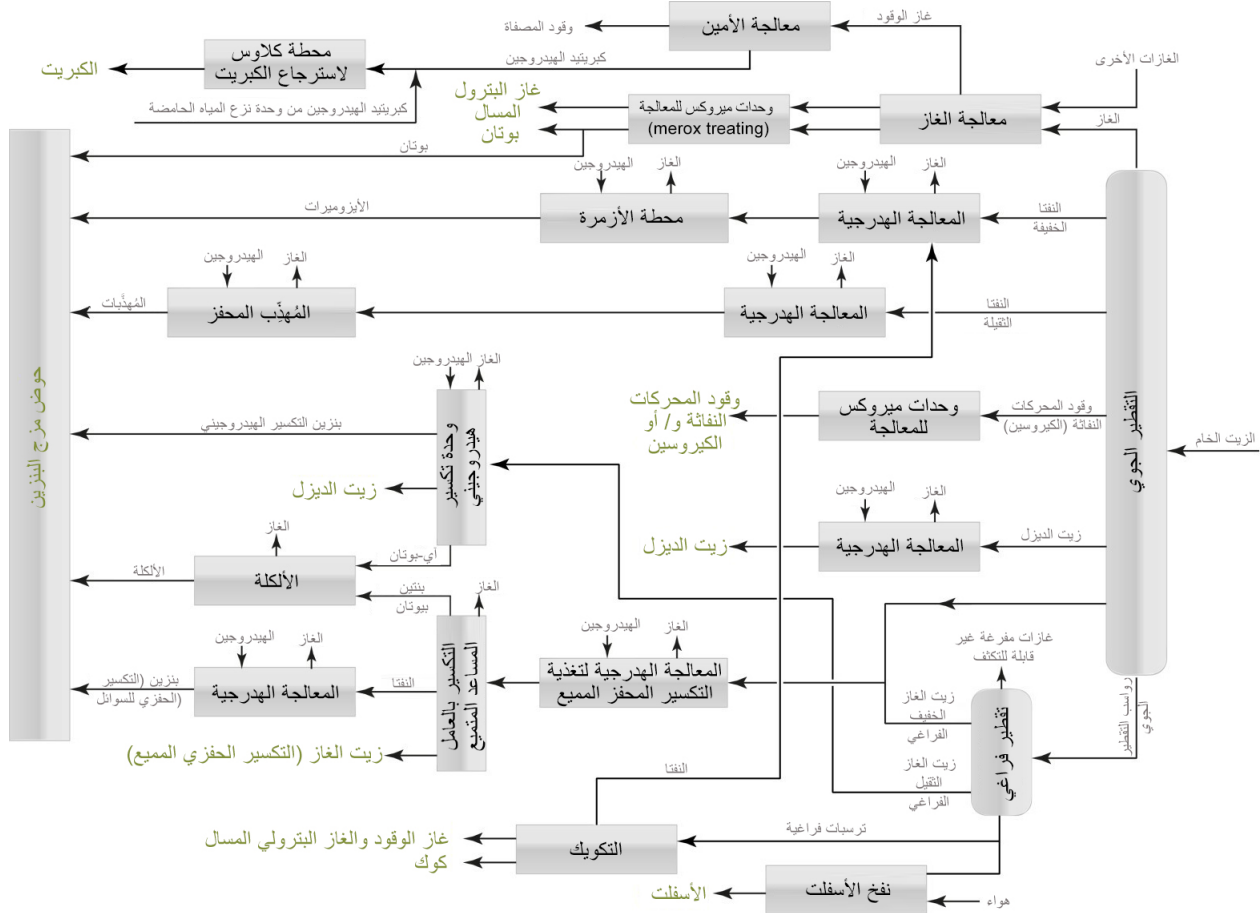 غاز الوقود
معالجة الأمين
وقود المصفاة
محطة كلاوس
لاسترجاع الكبريت
الكبريت
كبريتيد الهيدروجين
كبريتيد الهيدروجين من وحدة نزع المياه الحامضة
الغازات الأخرى
الغاز
معالجة الغاز
وحدات ميروكس للمعالجة
(merox treating)
غاز البترول
المسال
بوتان
بوتان
النفتا
الخفيفة
الغاز
الهيدروجين
المعالجة الهدرجية
الغاز
الهيدروجين
محطة الأزمرة
الأيزوميرات
النفتا
الثقيلة
الغاز
الهيدروجين
المعالجة الهدرجية
الغاز
الهيدروجين
المُهذِّب المحفز
المُهذَّبات
حوض مزج البنزين
التقطير الجوي
الزيت الخام
وقود المحركات
النفاثة (الكيروسين)
وحدات ميروكس
للمعالجة
وقود المحركات
النفاثة و/ أو
الكيروسين
الغاز
الهيدروجين
وحدة تكسير
هيدروجيني
بنزين التكسير الهيدروجيني
زيت الديزل
آي-بوتان
زيت الديزل
الغاز
الهيدروجين
المعالجة الهدرجية
زيت الديزل
الغاز
الألكلة
الألكلة
بنتين
بيوتان
الغاز
التكسير بالعامل
المساعد المتميع
الغاز
الهيدروجين
المعالجة الهدرجية لتغذية
التكسير المحفز المميع
النفتا
الغاز
الهيدروجين
المعالجة الهدرجية
بنزين (التكسير
(الحفزي للسوائل
زيت الغاز (التكسير الحفزي المميع)
غازات مفرغة غير
قابلة للتكثف
رواسب التقطير
الجوي
تقطير فراغي
زيت الغاز
الخفيف
الفراغي
زيت الغاز
الثقيل
الفراغي
النفتا
ترسبات فراغية
التكويك
غاز الوقود والغاز البترولي المسال
كوك
نفخ الأسفلت
الأسفلت
هواء